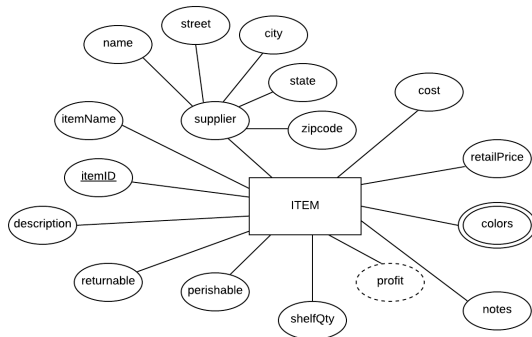 street
city
name
state
cost
supplier
itemName
zipcode
retailPrice
itemID
ITEM
description
colors
returnable
perishable
profit
notes
shelfQty